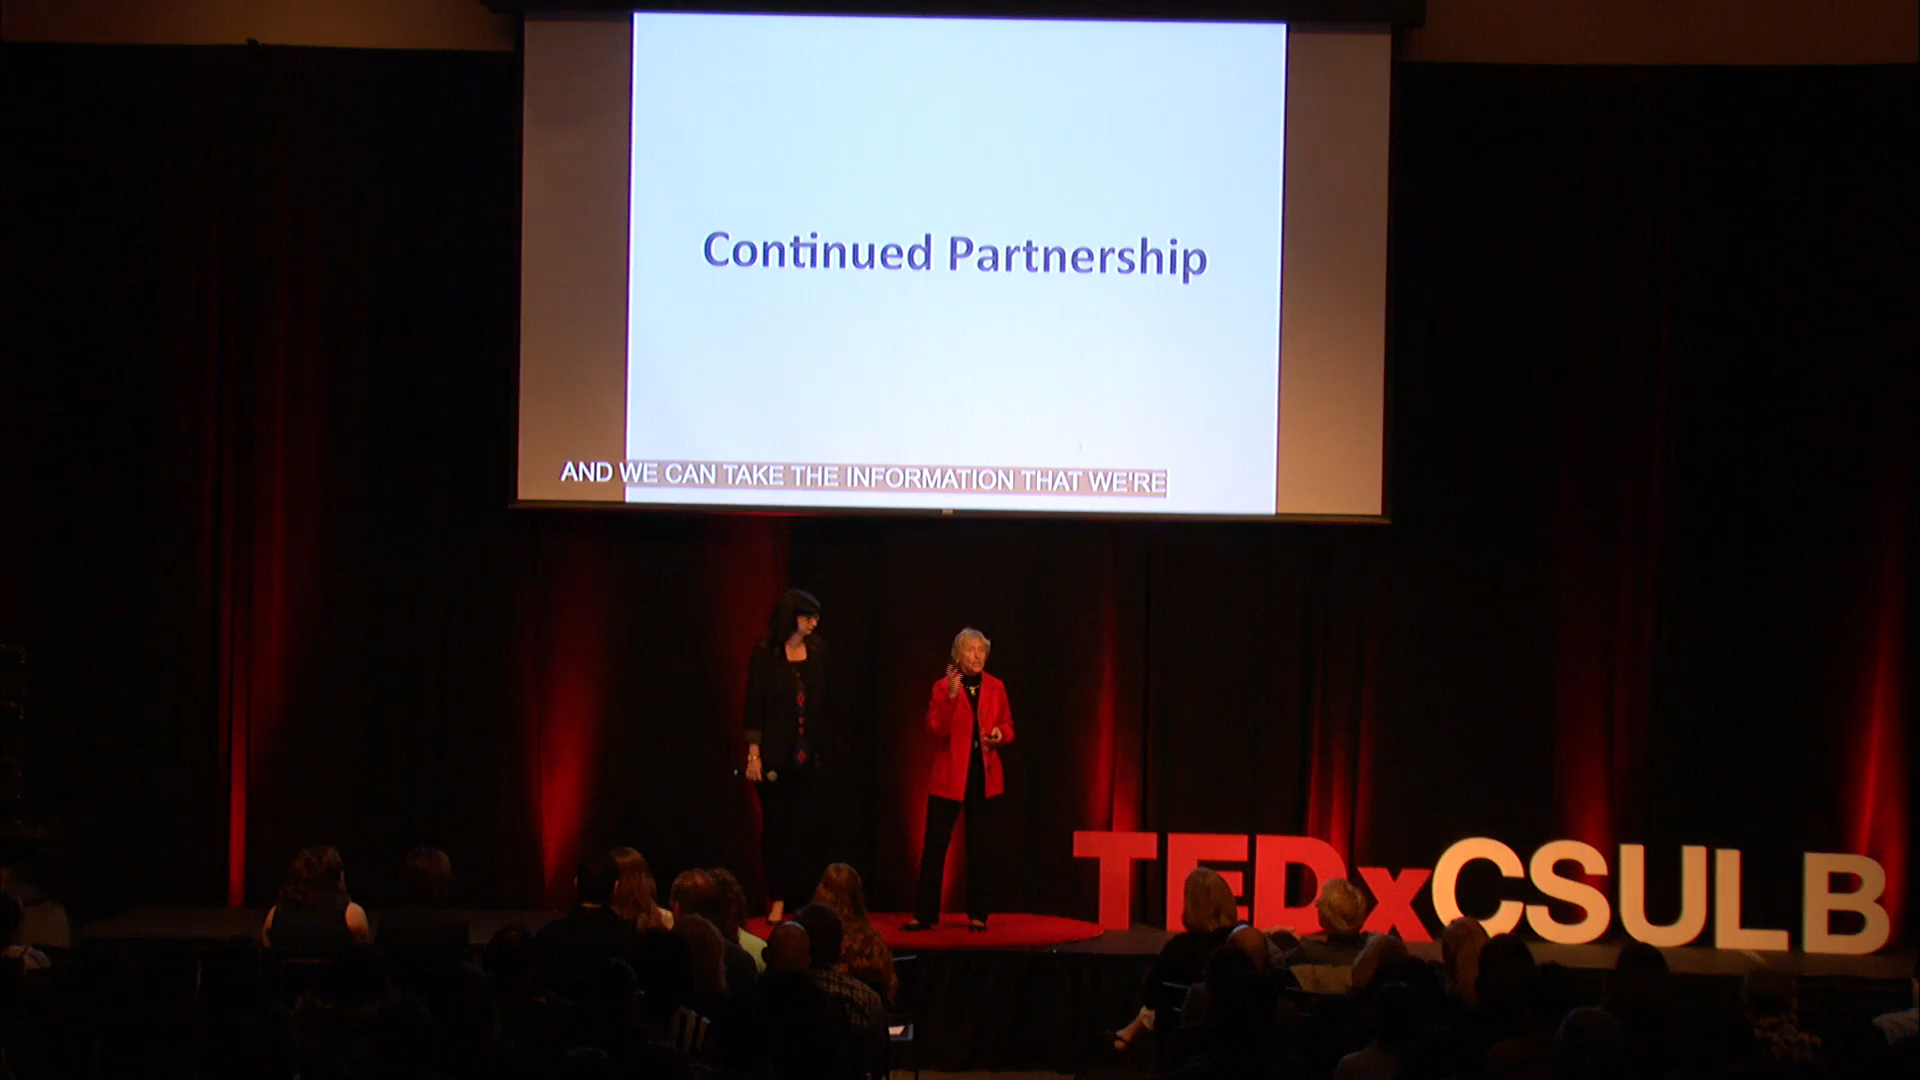 Continued Partnership
AND WE CAN TAKE THE INFORMATION THAT WE'RE
TEDxCSULB